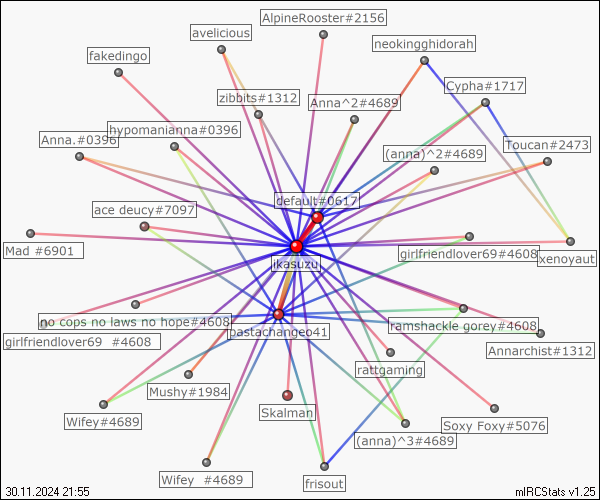 AlpineRooster#2156
avelicious
neokingghidorah
fakedingo
Cypha#1717
zibbits#1312
Anna^2#4689
hypomanianna#0396
Anna.#0396
Toucan#2473
(anna)^2#4689
default#0617
ace deucy#7097
Mad #6901
ikasuzu
girlfriendlover69#4608
xenoyaut
no cops no laws no hope#4608
pastachange041
ramshackle gorey#4608
girlfriendlover69 #4608
Annarchist#1312
rattgaming
Mushy#1984
Skalman
Wifey#4689
Soxy Foxy#5076
(anna)^3#4689
Wifey #4689
frisout
30.11.2024 21:55
mIRCStats v1.25